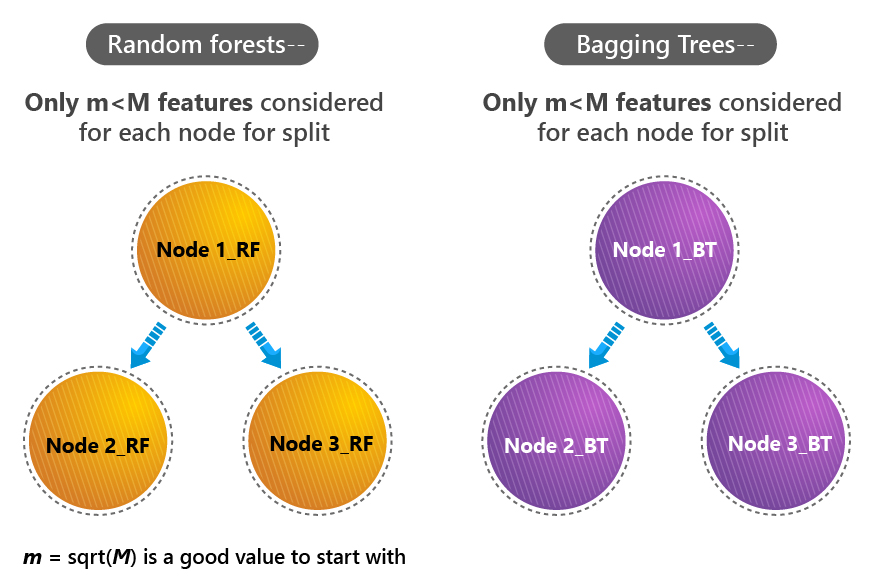 Random forests--
Only m<M features considered
for each node for split
Node 1_RF
Node 2_RF
Node 3_RF
m = sqrt(M) is a good value to start with
Bagging Trees--
Only m<M features considered
for each node for split
Node 1_BT
Node 2_BT
Node 3_BT